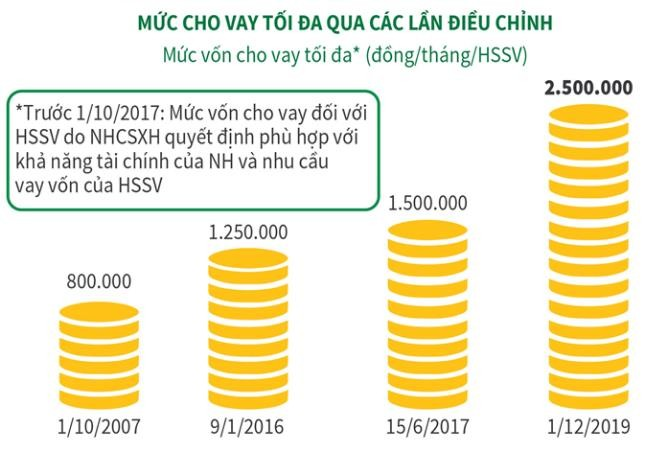 MỨC CHO VAY TỐI ĐA QUA CÁC LẦN ĐIỀU CHỈNH
Mức vốn cho vay tối đa* (đồng/tháng/HSSV)
*Trước 1/10/2017: Mức vốn cho vay đối với
HSSV do NHCSXH quyết định phù hợp với
khả năng tài chính của NH và nhu cầu
vay vốn của HSSV
800.000
1.250.000
1.500.000
2.500.000
1/10/2007
9/1/2016
15/6/2017
1/12/2019